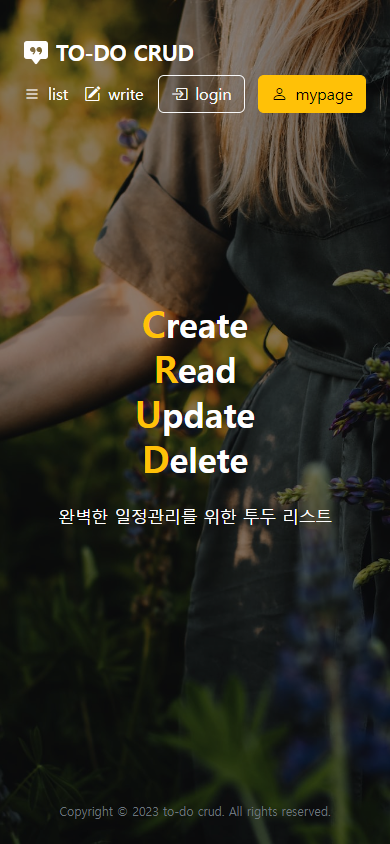 TO-DO CRUD
list write login mypage
Create
Read
Update
Delete
완벽한 일정관리를 위한 투두 리스트
Copyright © 2023 to-do crud. All rights reserved.